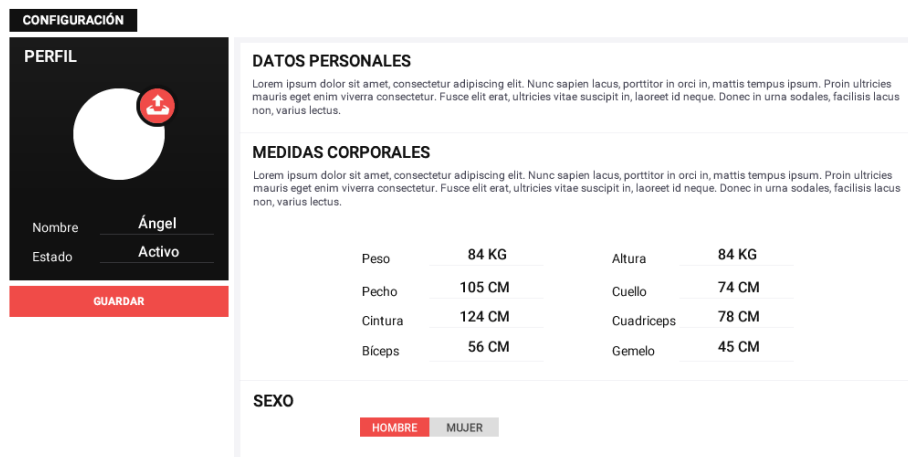 CONFIGURACIÓN
PERFIL
Nombre Ángel
Estado Activo
GUARDAR
DATOS PERSONALES
Lorem ipsum dolor sit amet, consectetur adipiscing elit. Nunc sapien lacus, porttitor in orci in, mattis tempus ipsum. Proin ultricies
mauris eget enim viverra consectetur. Fusce elit erat, ultricies vitae suscipit in, laoreet id neque. Donec in urna sodales, facilisis lacus
non, varius lectus.
MEDIDAS CORPORALES
Lorem ipsum dolor sit amet, consectetur adipiscing elit. Nunc sapien lacus, porttitor in orci in, mattis tempus ipsum. Proin ultricies
mauris eget enim viverra consectetur. Fusce elit erat, ultricies vitae suscipit in, laoreet id neque. Donec in urna sodales, facilisis lacus
non, varius lectus.
Peso 84 KG Altura 84 KG
Pecho 105 CM Cuello 74 CM
Cintura 124 CM Cuadriceps 78 CM
Bíceps 56 CM Gemelo 45 CM
SEXO
HOMBRE MUJER